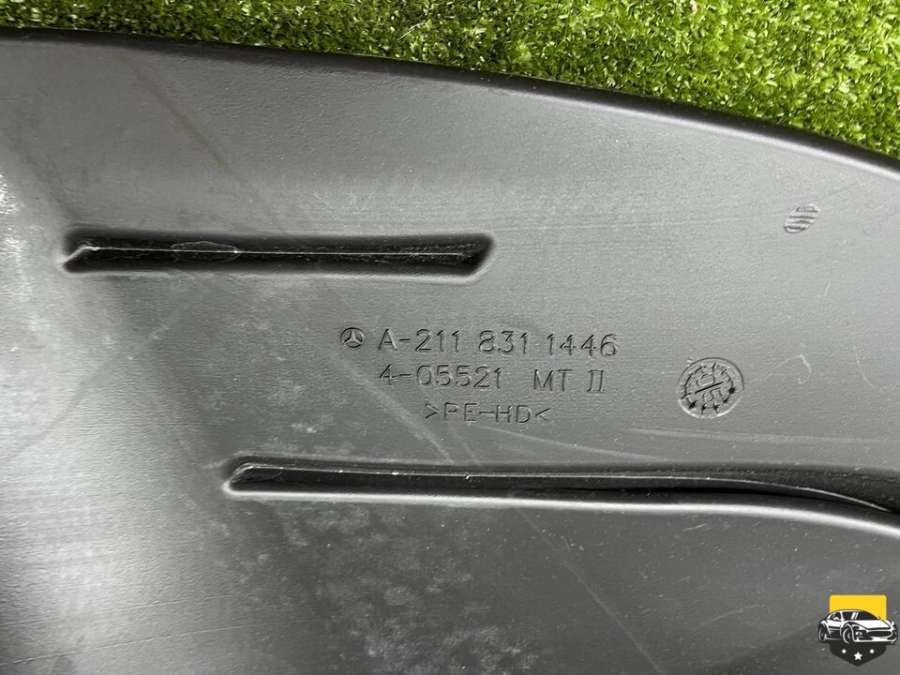 A-211 831 1446
4-05521 MT II
>PE-HD<